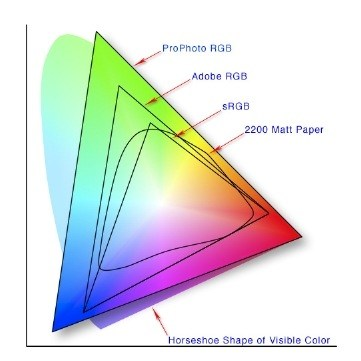 ProPhoto RGB
Adobe RGB
sRGB
2200 Matt Paper
Horseshoe Shape of Visible Color